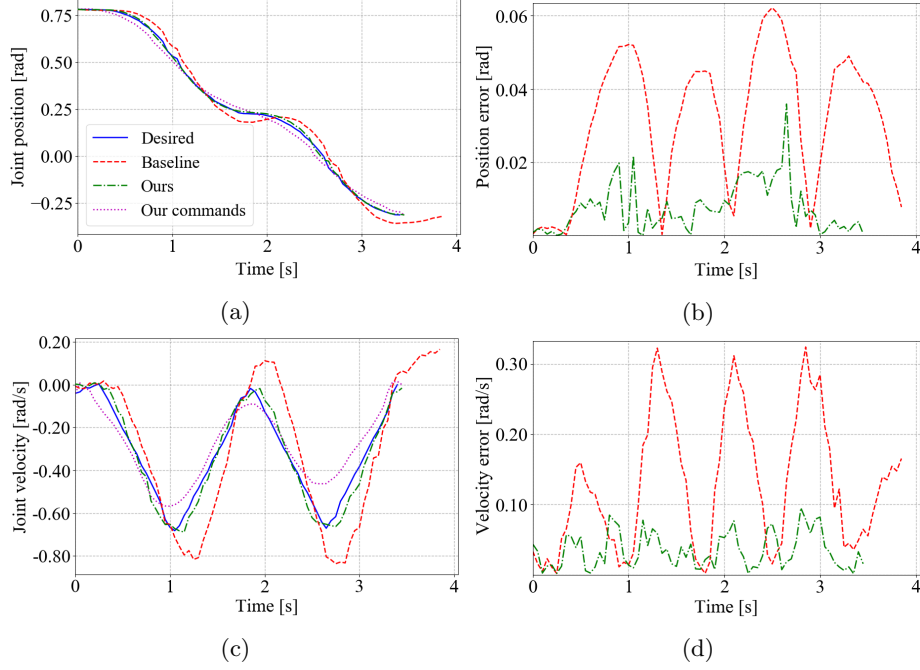 0.75
0.50
0.25
0.00
−0.25
Joint position [rad]
Desired
Baseline
Ours
Our commands
0 1 2 3 4
Time [s]
(a)
0.06
0.04
0.02
Position error [rad]
0 1 2 3 4
Time [s]
(b)
0.20
-0.00
-0.20
-0.40
-0.60
-0.80
Joint velocity [rad/s]
0 1 2 3 4
Time [s]
(c)
0.30
0.20
0.10
Velocity error [rad/s]
0 1 2 3 4
Time [s]
(d)